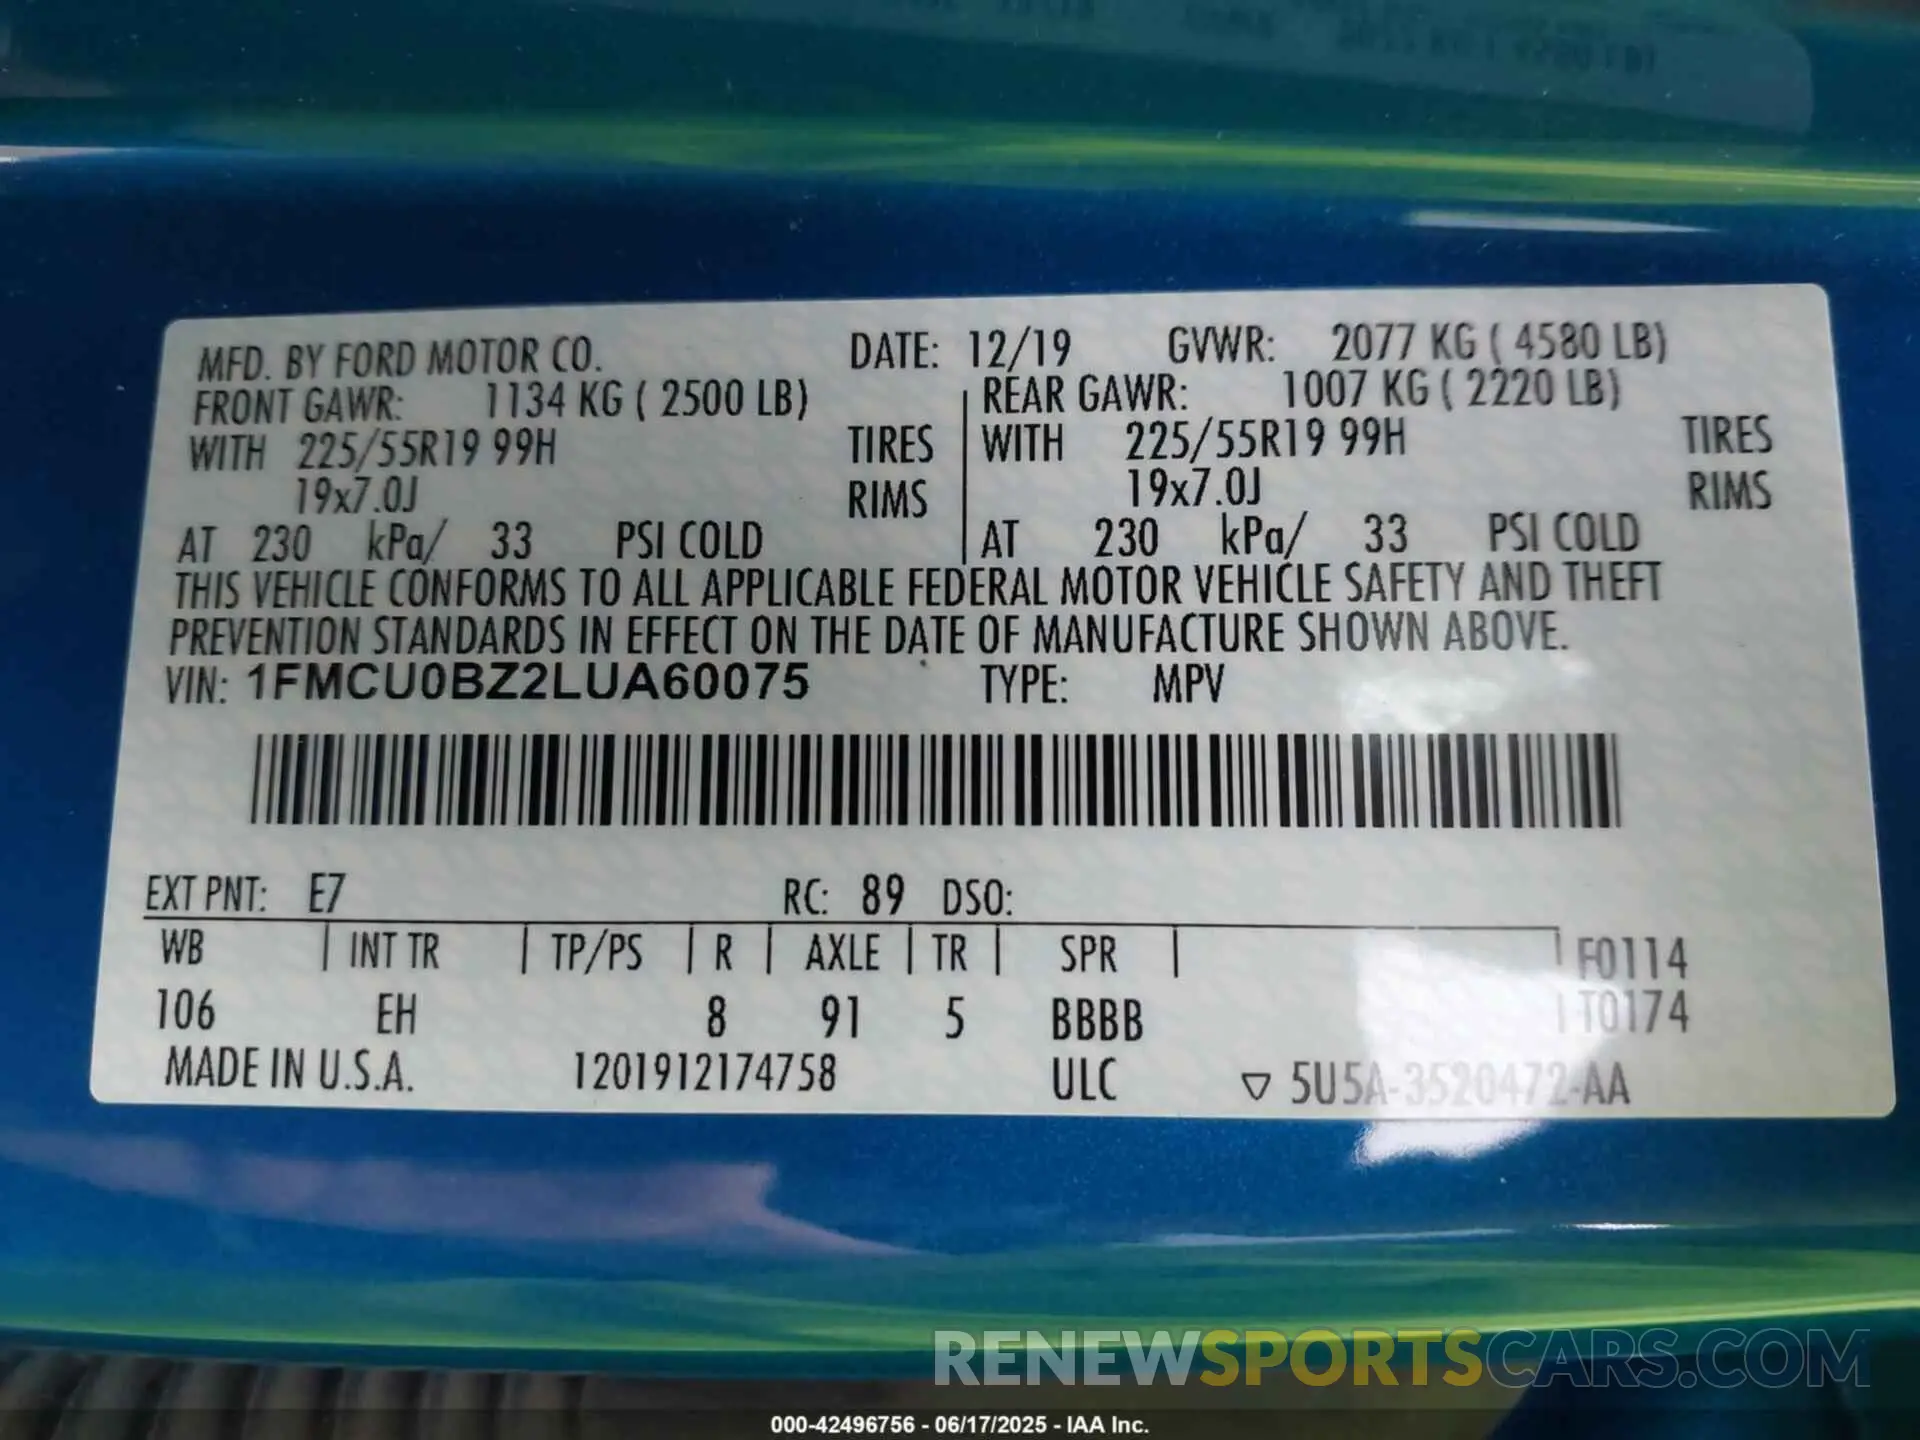 MFD. BY FORD MOTOR CO. DATE: 12/19 GVWR: 2077 KG ( 4580 LB)
FRONT GAWR: 1134 KG ( 2500 LB) REAR GAWR: 1007 KG ( 2220 LB)
WITH 225/55R19 99H TIRES WITH 225/55R19 99H TIRES
19x7.0J RIMS 19x7.0J RIMS
AT 230 kPa/ 33 PSI COLD AT 230 kPa/ 33 PSI COLD
THIS VEHICLE CONFORMS TO ALL APPLICABLE FEDERAL MOTOR VEHICLE SAFETY AND THEFT
PREVENTION STANDARDS IN EFFECT ON THE DATE OF MANUFACTURE SHOWN ABOVE.
VIN: 1FMCU0BZ2LUA60075 TYPE: MPV
EXT PNT: E7 RC: 89 DSO:
WB | INT TR | TP/PS | R | AXLE | TR | SPR | | F0114
106 EH 8 91 5 BBBB | T0174
MADE IN U.S.A. 1201912174758 ULC ▽ 5U5A-3520472-AA
RENEWSPORTSCARS.COM
000-42496756 - 06/17/2025 - IAA Inc.